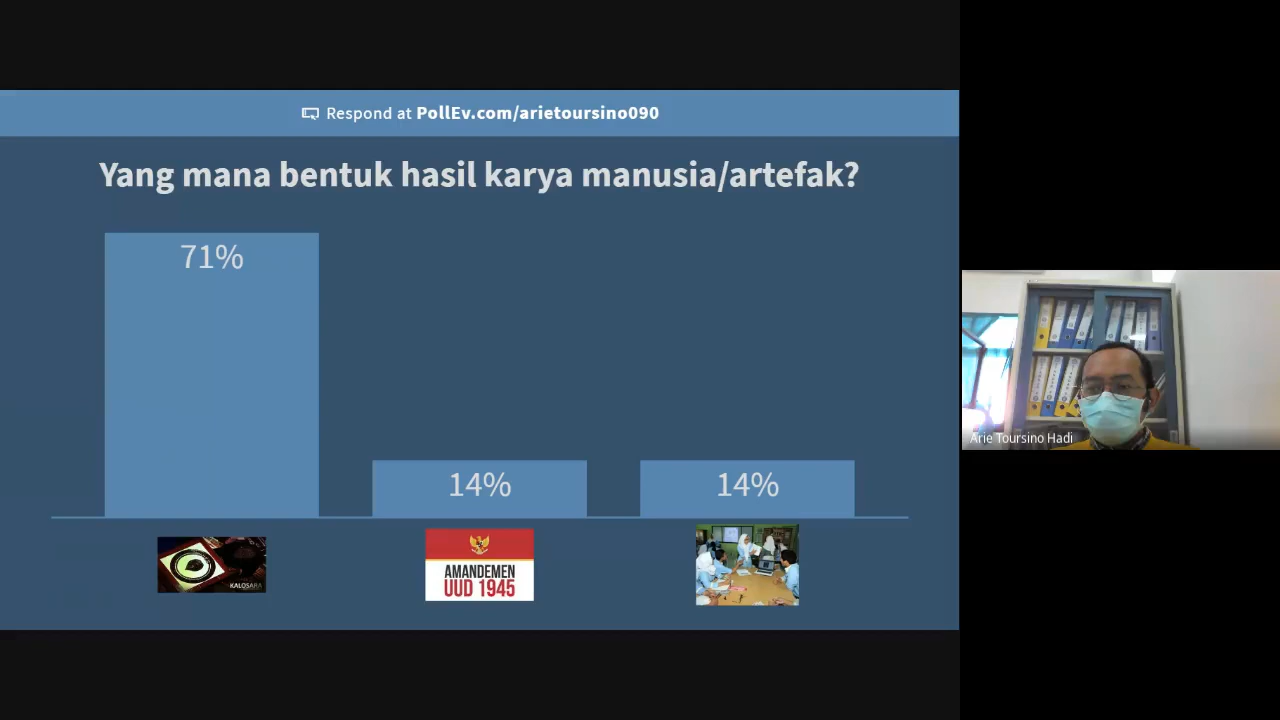 Respond at PollEv.com/arietoursino090
Yang mana bentuk hasil karya manusia/artefak?
71%
14%
14%
KALOSARA
AMANDEMEN
UUD 1945
Arie Toursino Hadi